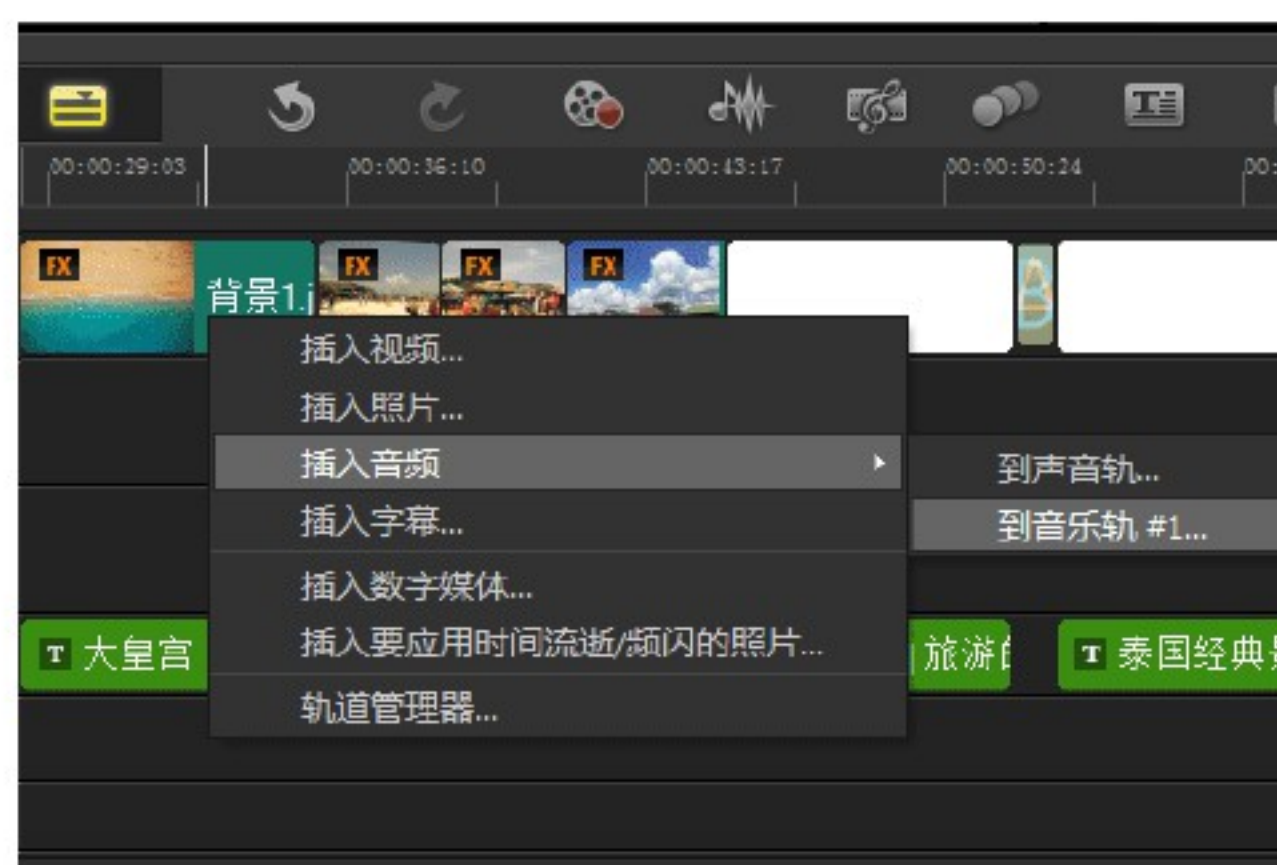 00:00:29:03 00:00:36:10 00:00:43:17 00:00:50:24 00:
FX FX FX FX
背景1.j
插入视频...
插入照片...
插入音频
到声音轨...
插入字幕...
到音乐轨 #1...
插入数字媒体...
插入要应用时间流逝/频闪的照片...
T 大皇宫 旅游 T 泰国经典
轨道管理器...